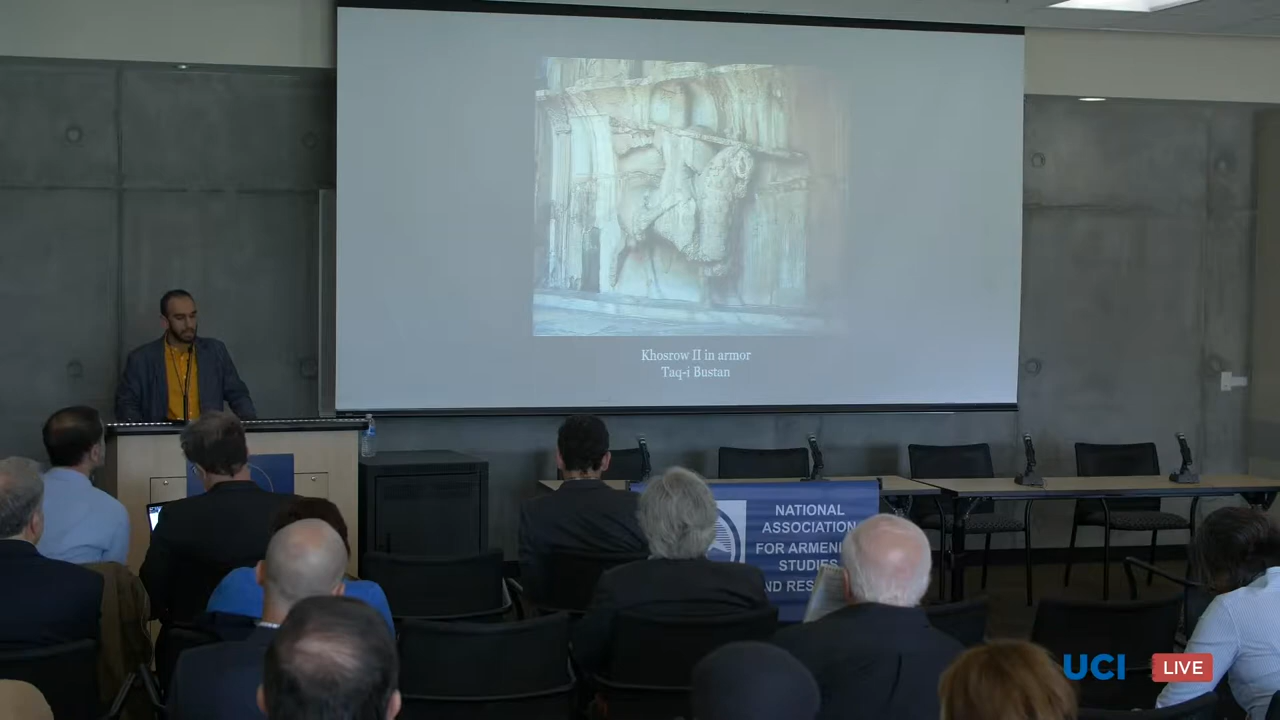 Khosrow II in armor
Taq-i Bustan
NATIONAL
ASSOCIATION
FOR ARMENI
STUDIES
ND RES
UCI LIVE